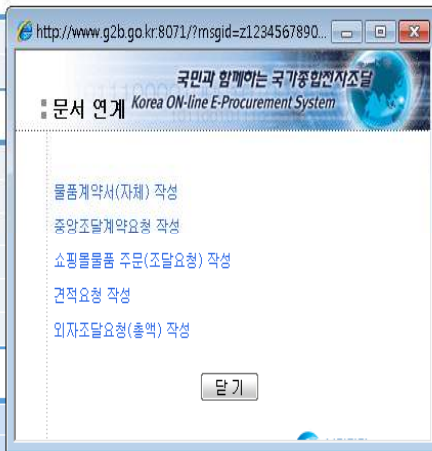 http://www.g2b.go.kr:8071/?msgid=z1234567890...
국민과 함께하는 국가종합전자조달
문서 연계 Korea ON-line E-Procurement System
물품계약서(자체) 작성
중앙조달계약요청 작성
쇼핑몰물품 주문(조달요청) 작성
견적요청 작성
외자조달요청(총액) 작성
닫기